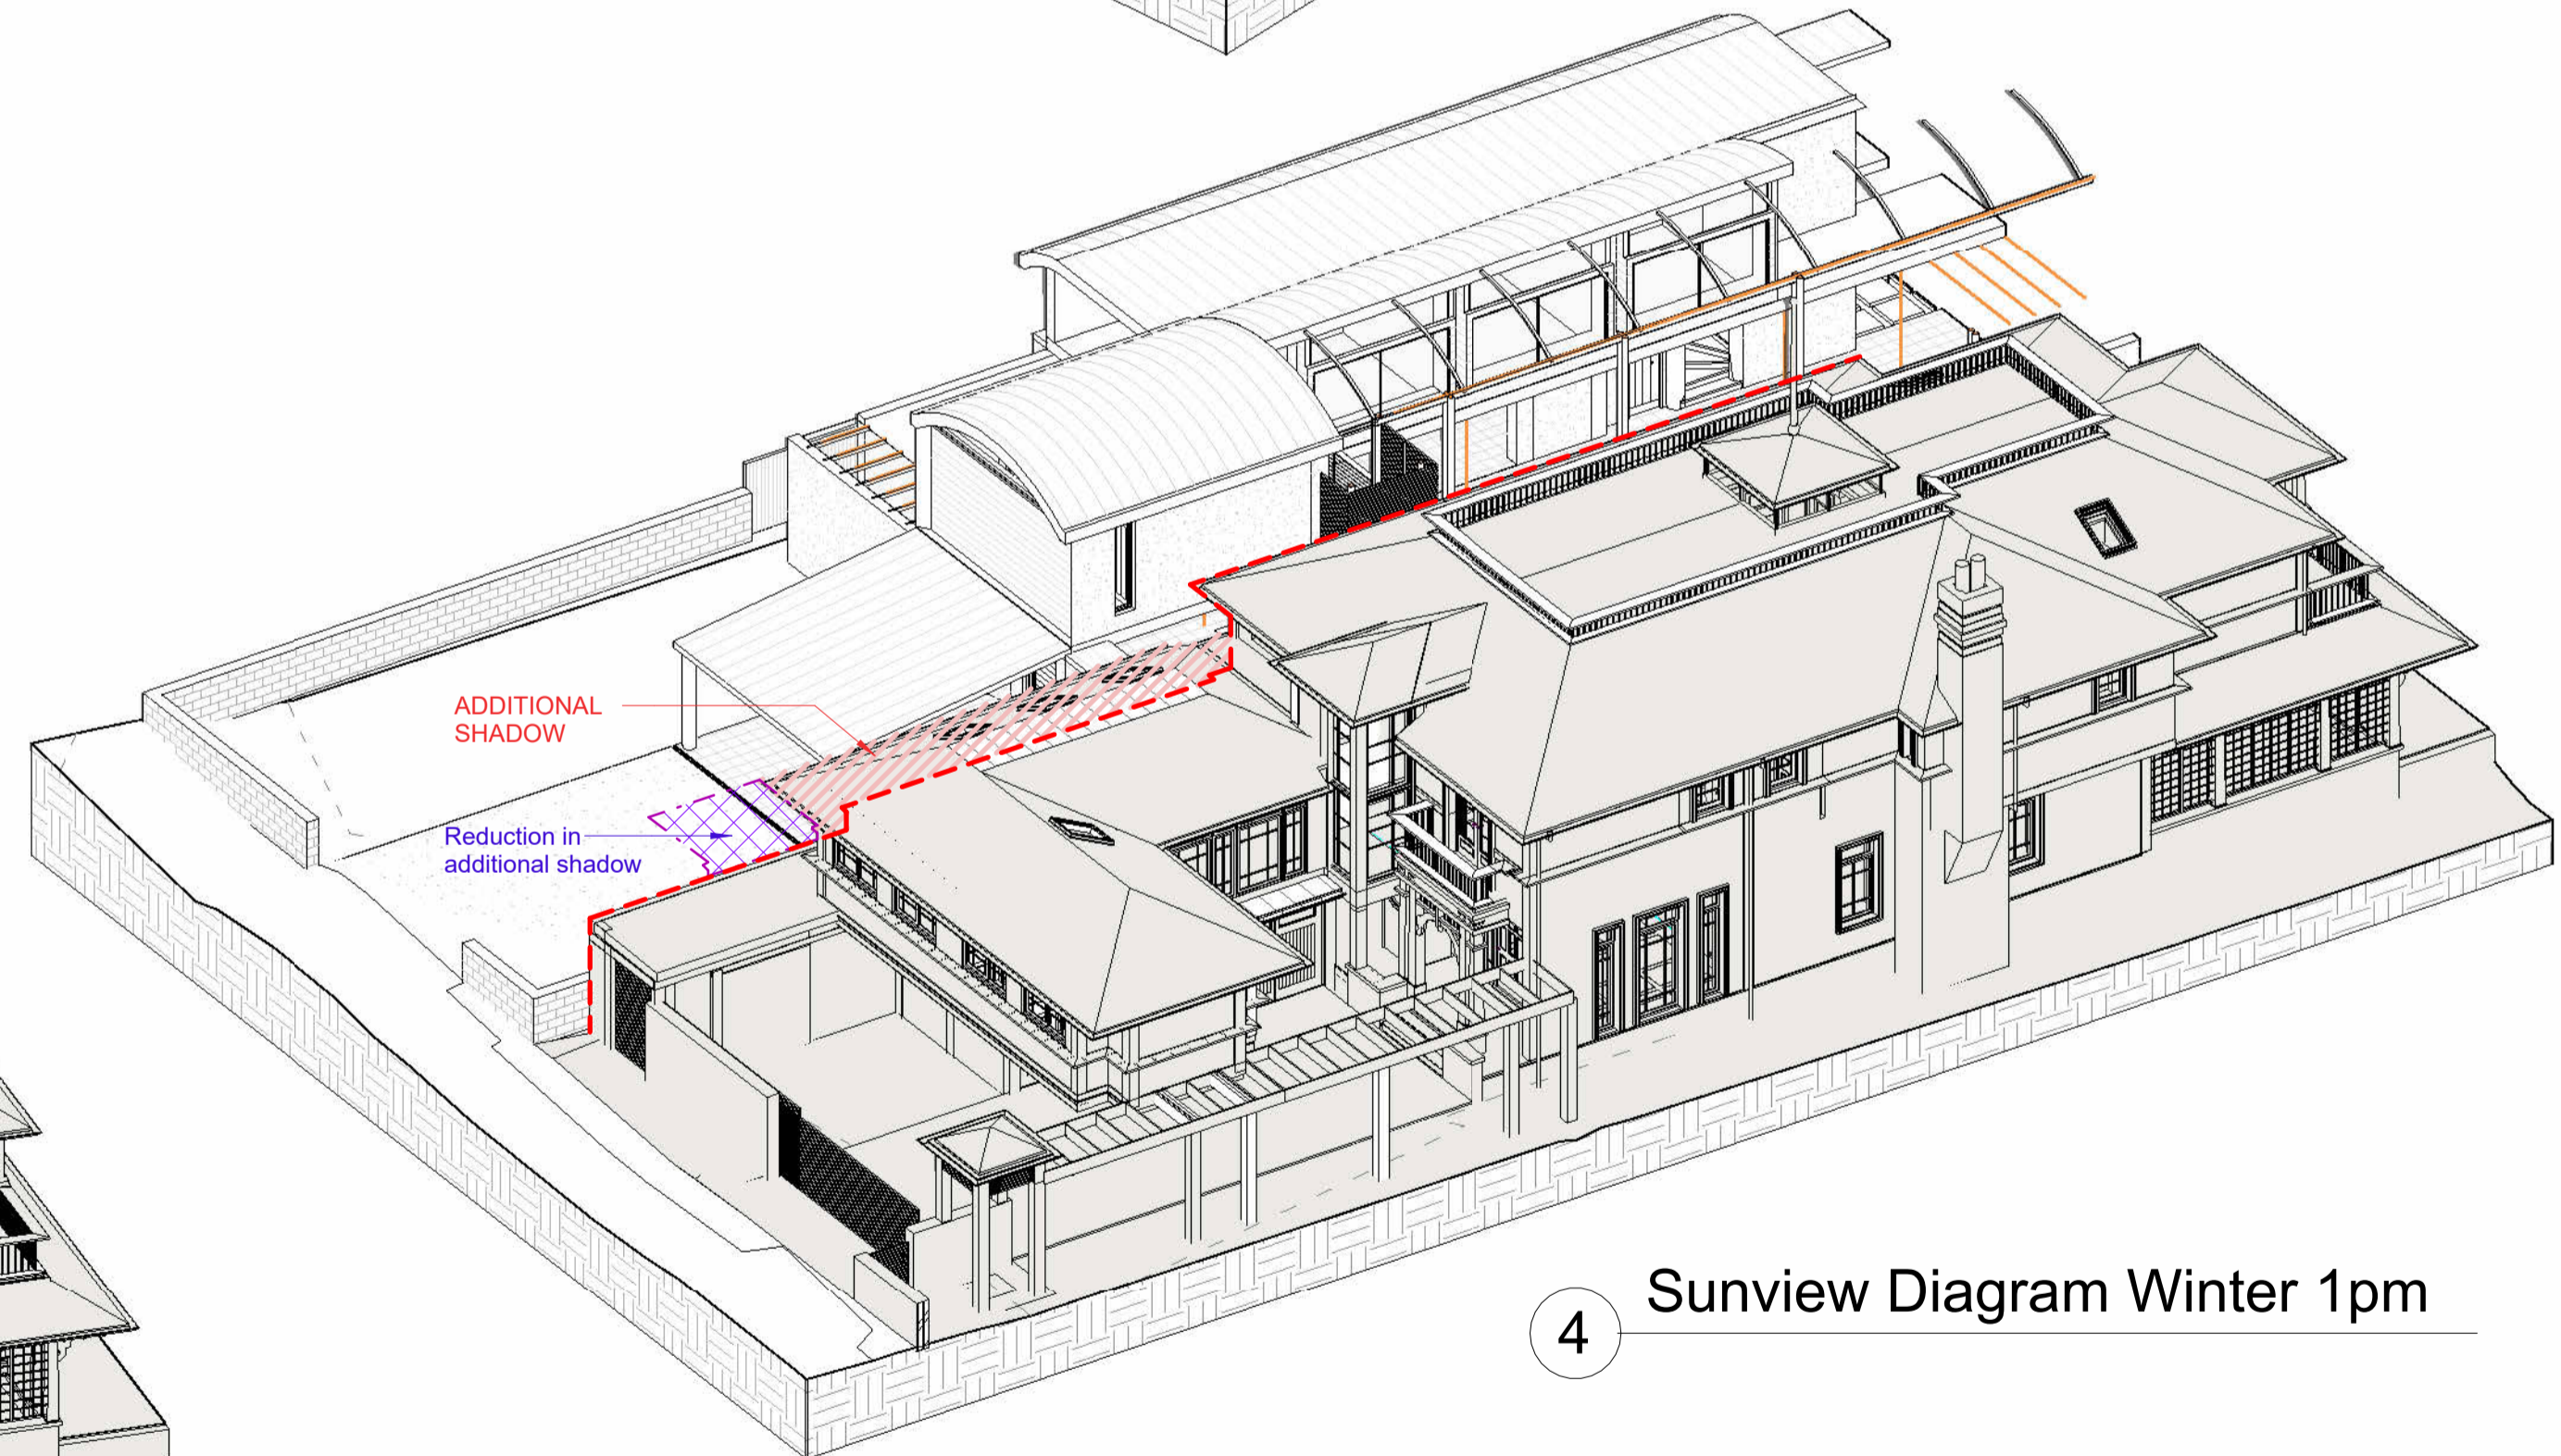 ADDITIONAL
SHADOW
Reduction in
additional shadow
4
Sunview Diagram Winter 1pm